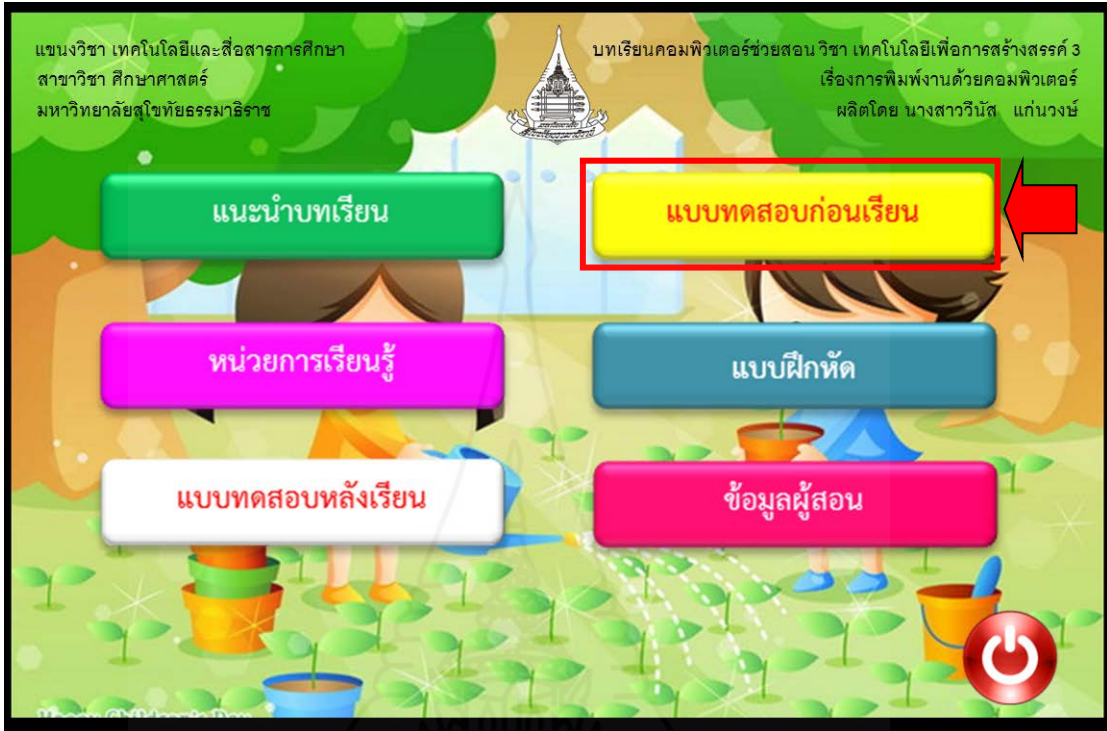 แขนงวิชา เทคโนโลยีและสื่อสารการศึกษา
สาขาวิชา ศึกษาศาสตร์
มหาวิทยาลัยสุโขทัยธรรมาธิราช
บทเรียนคอมพิวเตอร์ช่วยสอน วิชา เทคโนโลยีเพื่อการสร้างสรรค์ 3
เรื่องการพิมพ์งานด้วยคอมพิวเตอร์
ผลิตโดย นางสาววีนัส แก่นวงษ์
แนะนำบทเรียน
แบบทดสอบก่อนเรียน
หน่วยการเรียนรู้
แบบฝึกหัด
แบบทดสอบหลังเรียน
ข้อมูลผู้สอน
Happy Children's Day